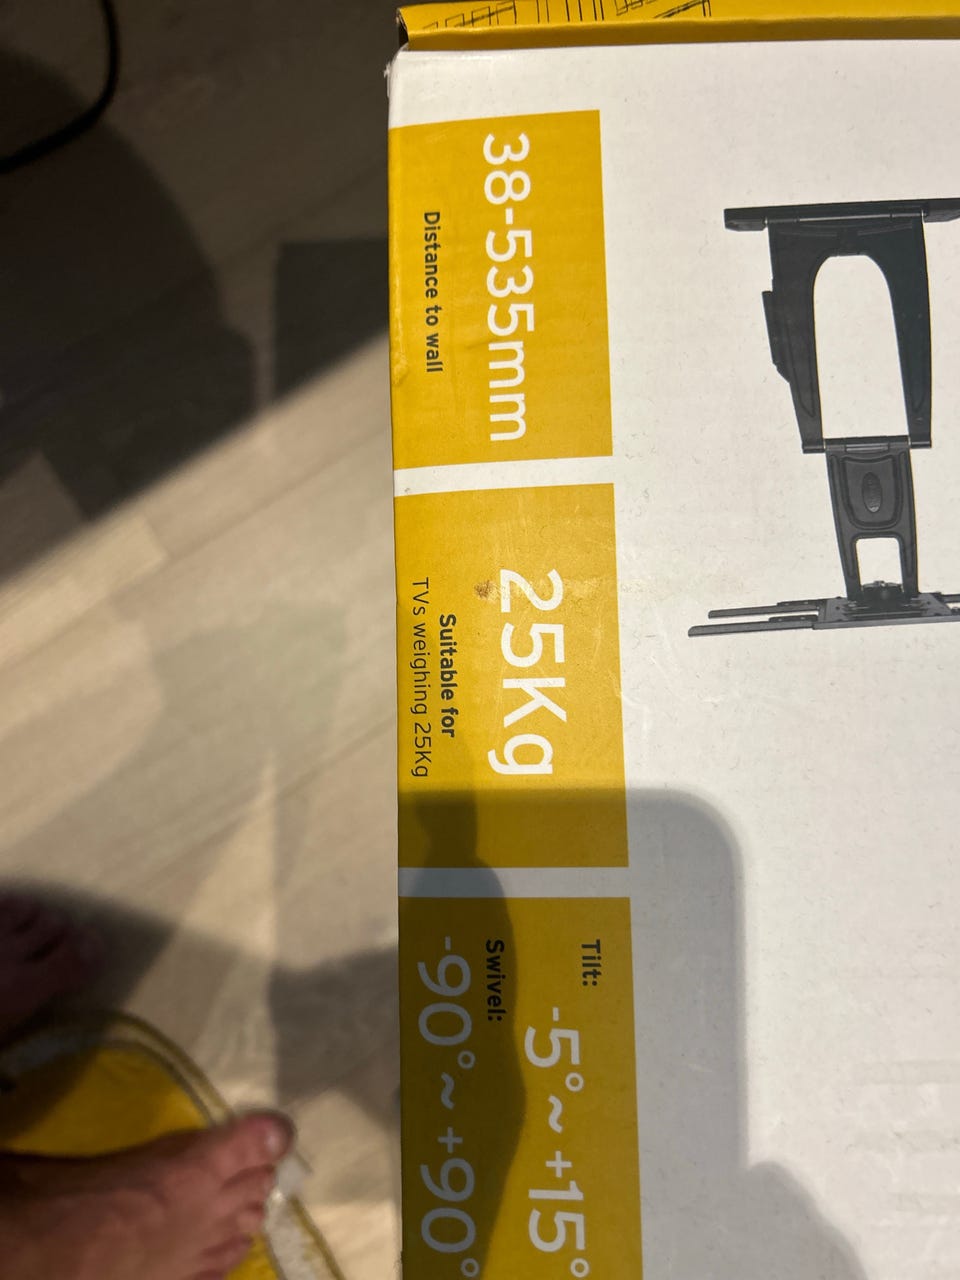 38-535mm
Distance to wall
25Kg
Suitable for
TVs weighing 25Kg
Tilt:
-5°~ +15°
Swivel:
-90°~ +90°